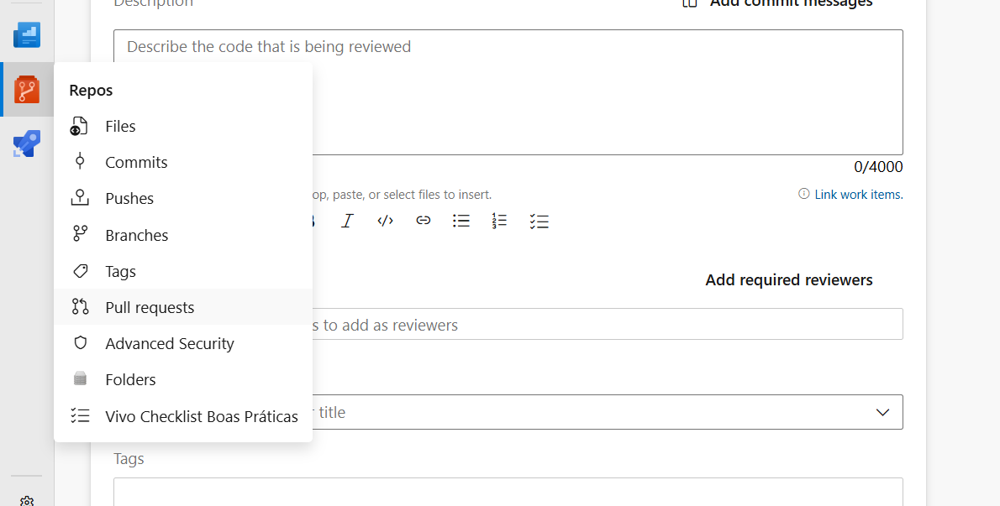 Description
Add commit messages
Describe the code that is being reviewed
Repos
Files
Commits
Pushes
Branches
Tags
Pull requests
Advanced Security
Folders
Vivo Checklist Boas Práticas
0/4000
op, paste, or select files to insert.
Link work items.
Add required reviewers
s to add as reviewers
title
Tags